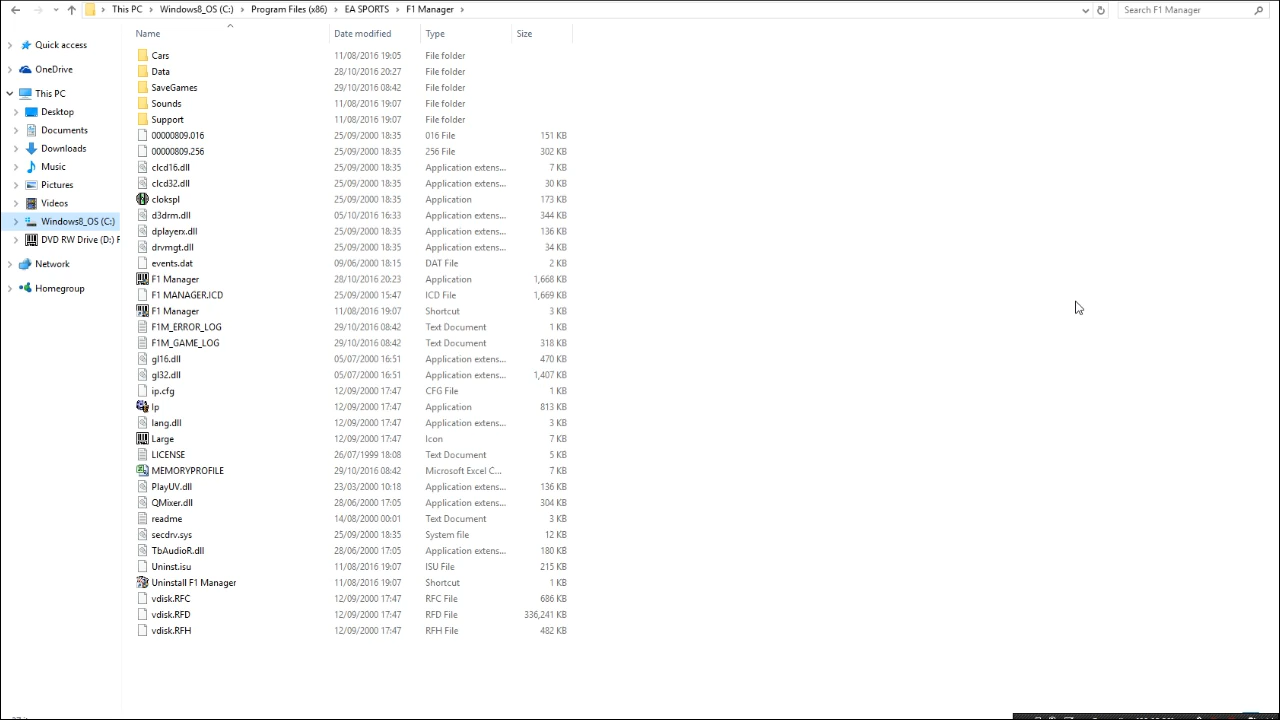 This PC > Windows8_OS (C:) > Program Files (x86) > EA SPORTS > F1 Manager >
Search F1 Manager
Name Date modified Type Size
Quick access
OneDrive
This PC
Desktop
Documents
Downloads
Music
Pictures
Videos
Windows8_OS (C:)
DVD RW Drive (D:) F
Network
Homegroup
Cars 11/08/2016 19:05 File folder
Data 28/10/2016 20:27 File folder
SaveGames 29/10/2016 08:42 File folder
Sounds 11/08/2016 19:07 File folder
Support 11/08/2016 19:07 File folder
00000809.016 25/09/2000 18:35 016 File 151 KB
00000809.256 25/09/2000 18:35 256 File 302 KB
clcd16.dll 25/09/2000 18:35 Application extens... 7 KB
clcd32.dll 25/09/2000 18:35 Application extens... 30 KB
clokspl 25/09/2000 18:35 Application 173 KB
d3drm.dll 05/10/2016 16:33 Application extens... 344 KB
dplayerx.dll 25/09/2000 18:35 Application extens... 136 KB
drvmgt.dll 25/09/2000 18:35 Application extens... 34 KB
events.dat 09/06/2000 18:15 DAT File 2 KB
F1 Manager 28/10/2016 20:23 Application 1,668 KB
F1 MANAGER.ICD 25/09/2000 15:47 ICD File 1,669 KB
F1 Manager 11/08/2016 19:07 Shortcut 3 KB
F1M_ERROR_LOG 29/10/2016 08:42 Text Document 1 KB
F1M_GAME_LOG 29/10/2016 08:42 Text Document 318 KB
gl16.dll 05/07/2000 16:51 Application extens... 470 KB
gl32.dll 05/07/2000 16:51 Application extens... 1,407 KB
ip.cfg 12/09/2000 17:47 CFG File 1 KB
Ip 12/09/2000 17:47 Application 813 KB
lang.dll 12/09/2000 17:47 Application extens... 3 KB
Large 12/09/2000 17:47 Icon 7 KB
LICENSE 26/07/1999 18:08 Text Document 5 KB
MEMORYPROFILE 29/10/2016 08:42 Microsoft Excel C... 7 KB
PlayUV.dll 23/03/2000 10:18 Application extens... 136 KB
QMixer.dll 28/06/2000 17:05 Application extens... 304 KB
readme 14/08/2000 00:01 Text Document 3 KB
secdrv.sys 25/09/2000 18:35 System file 12 KB
TbAudioR.dll 28/06/2000 17:05 Application extens... 180 KB
Uninst.isu 11/08/2016 19:07 ISU File 215 KB
Uninstall F1 Manager 11/08/2016 19:07 Shortcut 1 KB
vdisk.RFC 12/09/2000 17:47 RFC File 686 KB
vdisk.RFD 12/09/2000 17:47 RFD File 336,241 KB
vdisk.RFH 12/09/2000 17:47 RFH File 482 KB